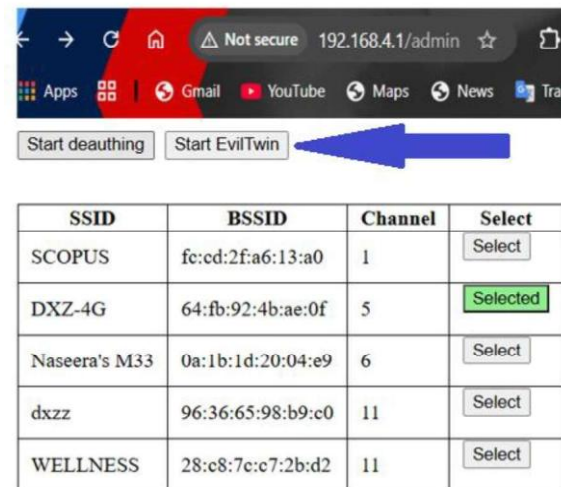 Not secure 192.168.4.1/admin
Apps Gmail YouTube Maps News Tra
Start deauthing Start EvilTwin
SSID BSSID Channel Select
SCOPUS fc:cd:2f:a6:13:a0 1 Select
DXZ-4G 64:fb:92:4b:ae:0f 5 Selected
Naseera's M33 0a:1b:1d:20:04:e9 6 Select
dxzz 96:36:65:98:b9:c0 11 Select
WELLNESS 28:c8:7c:c7:2b:d2 11 Select